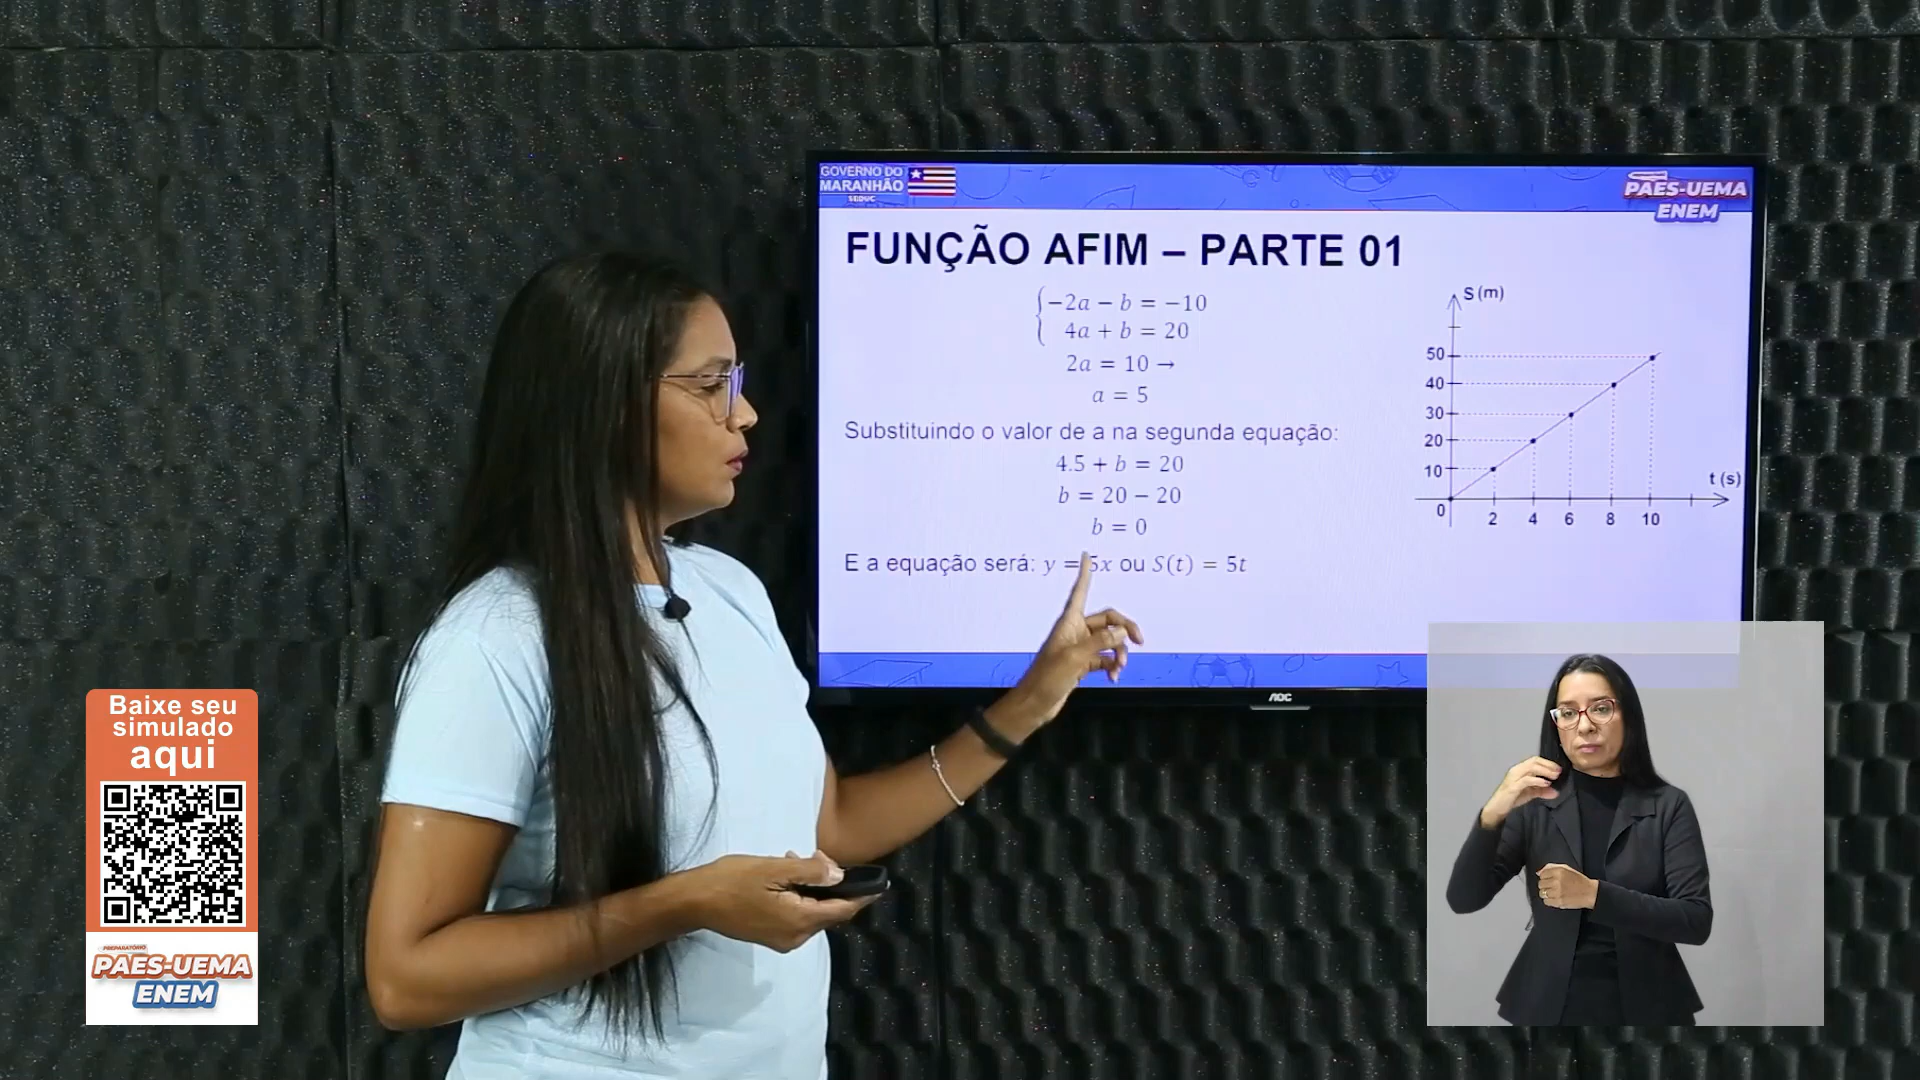 GOVERNO DO
MARANHÃO
SEDUC
PAES-UEMA
ENEM
FUNÇÃO AFIM – PARTE 01
−2a − b = −10
4a + b = 20
2a = 10 →
a = 5
Substituindo o valor de a na segunda equação:
4.5 + b = 20
b = 20 − 20
b = 0
E a equação será: y = 5x ou S(t) = 5t
S (m)
50
40
30
20
10
0
2 4 6 8 10
t (s)
AOC
Baixe seu
simulado
aqui
PREPARATÓRIO
PAES-UEMA
ENEM